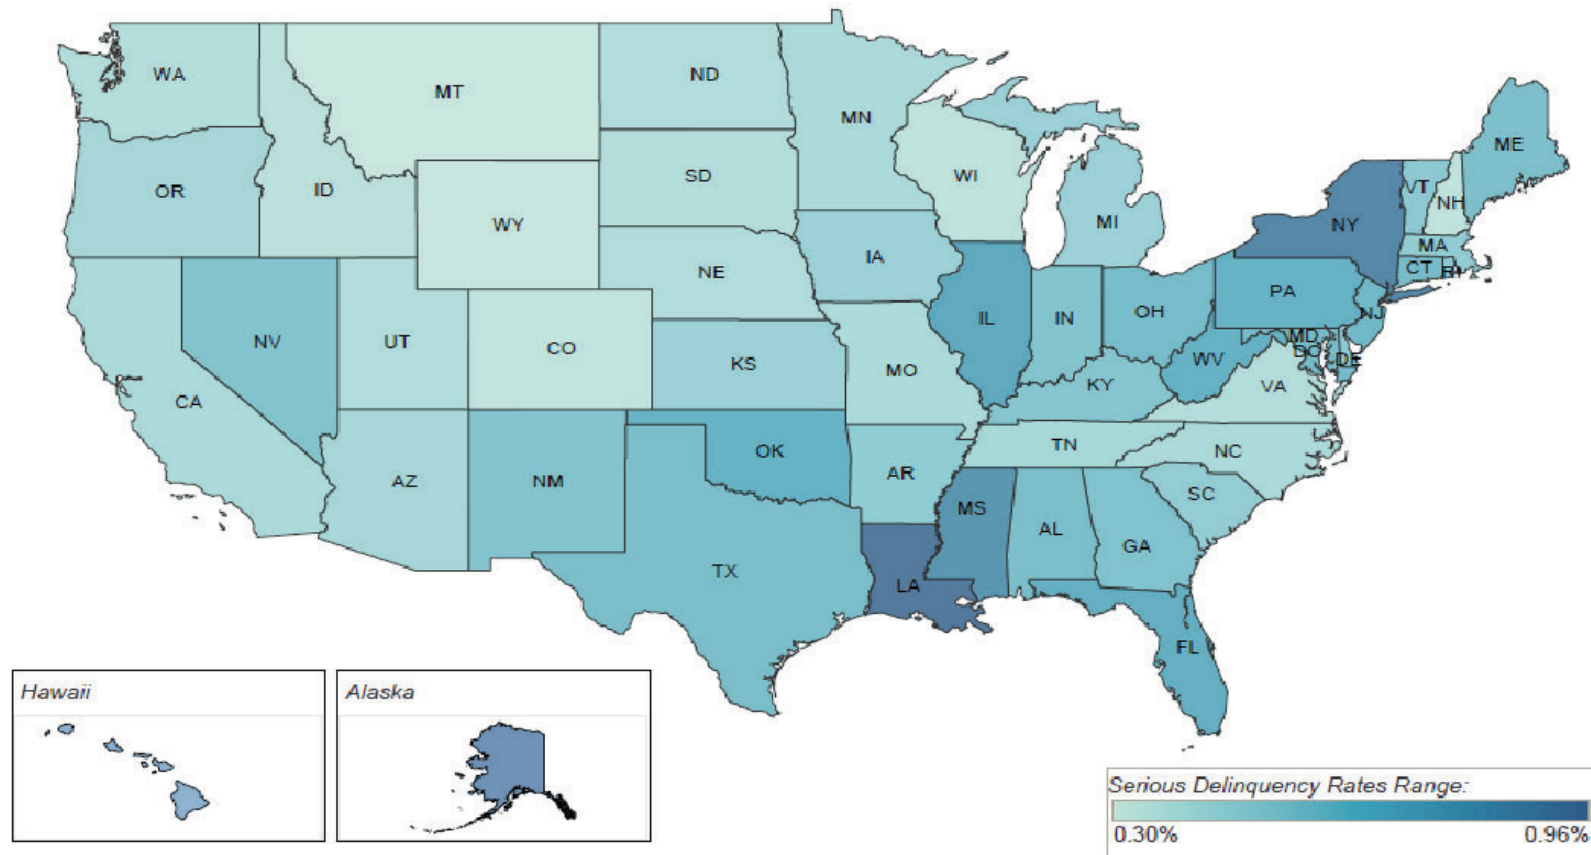 WA
MT
ND
MN
ME
OR
ID
SD
WI
VT
NH
WY
MI
NY
MA
IA
NE
CT
RI
PA
NV
UT
CO
IL
IN
OH
NJ
KS
MO
WV
MD
DC
DE
CA
KY
VA
OK
TN
NC
AZ
NM
AR
SC
MS
AL
GA
TX
LA
FL
Hawaii
Alaska
Serious Delinquency Rates Range:
0.30% 0.96%